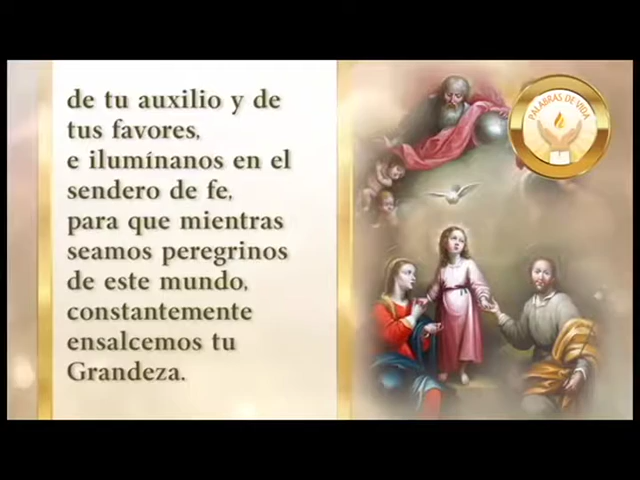 de tu auxilio y de
tus favores,
e ilumínanos en el
sendero de fe,
para que mientras
seamos peregrinos
de este mundo,
constantemente
ensalcemos tu
Grandeza.
PALABRAS DE VIDA